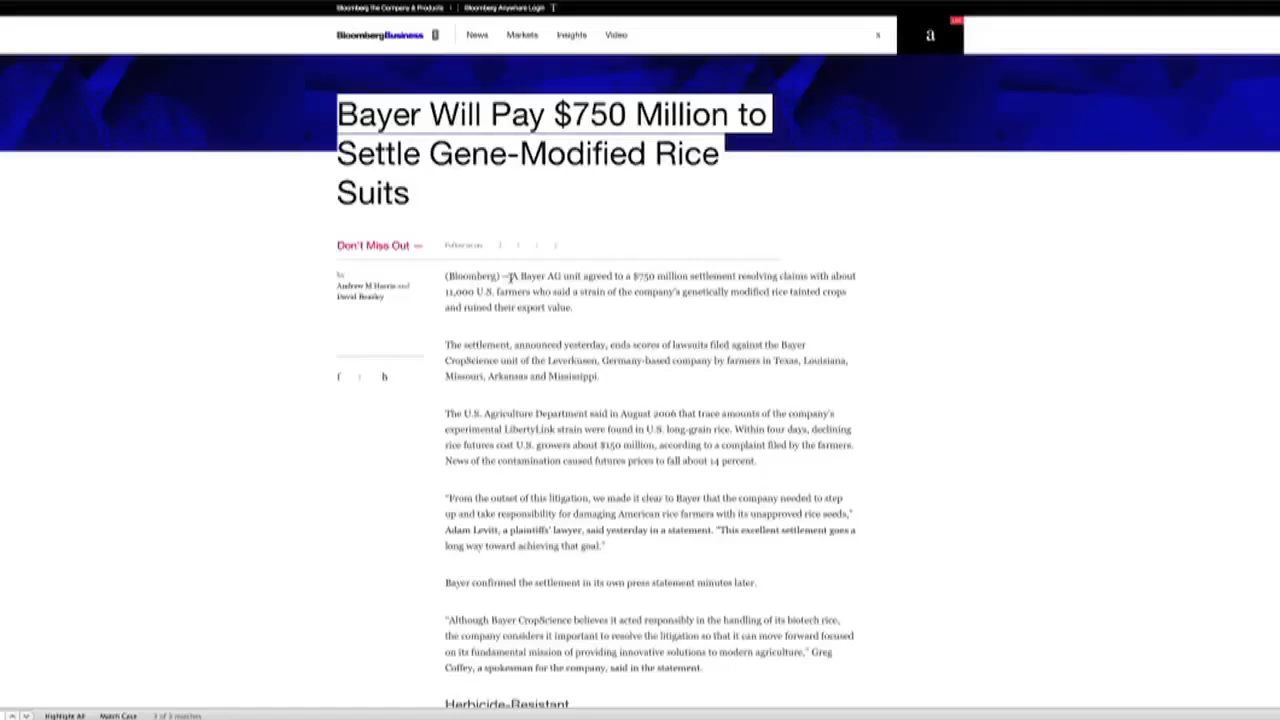 Bloomberg the Company & Products
Bloomberg Anywhere Login
BloombergBusiness
News
Markets
Insights
Video
a
Bayer Will Pay $750 Million to
Settle Gene-Modified Rice
Suits
Don't Miss Out —
Follow us on
by
Andrew M Harris and
David Beasley
(Bloomberg) -- A Bayer AG unit agreed to a $750 million settlement resolving claims with about
11,000 U.S. farmers who said a strain of the company's genetically modified rice tainted crops
and ruined their export value.
The settlement, announced yesterday, ends scores of lawsuits filed against the Bayer
CropScience unit of the Leverkusen, Germany-based company by farmers in Texas, Louisiana,
Missouri, Arkansas and Mississippi.
The U.S. Agriculture Department said in August 2006 that trace amounts of the company's
experimental LibertyLink strain were found in U.S. long-grain rice. Within four days, declining
rice futures cost U.S. growers about $150 million, according to a complaint filed by the farmers.
News of the contamination caused futures prices to fall about 14 percent.
"From the outset of this litigation, we made it clear to Bayer that the company needed to step
up and take responsibility for damaging American rice farmers with its unapproved rice seeds,"
Adam Levitt, a plaintiffs' lawyer, said yesterday in a statement. "This excellent settlement goes a
long way toward achieving that goal."
Bayer confirmed the settlement in its own press statement minutes later.
"Although Bayer CropScience believes it acted responsibly in the handling of its biotech rice,
the company considers it important to resolve the litigation so that it can move forward focused
on its fundamental mission of providing innovative solutions to modern agriculture," Greg
Coffey, a spokesman for the company, said in the statement.
Herbicide-Resistant
Highlight All
Match Case
3 of 3 matches